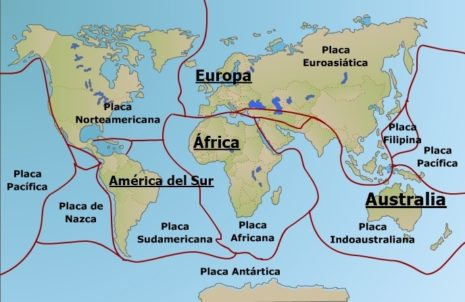 Placa
Euroasiática
Europa
Placa
Norteamericana
África
Placa
Filipina
Placa
Pacífica
Placa
Pacífica
América del Sur
Placa de
Nazca
Placa
Sudamericana
Placa
Africana
Australia
Placa
Indoaustraliana
Placa Antártica